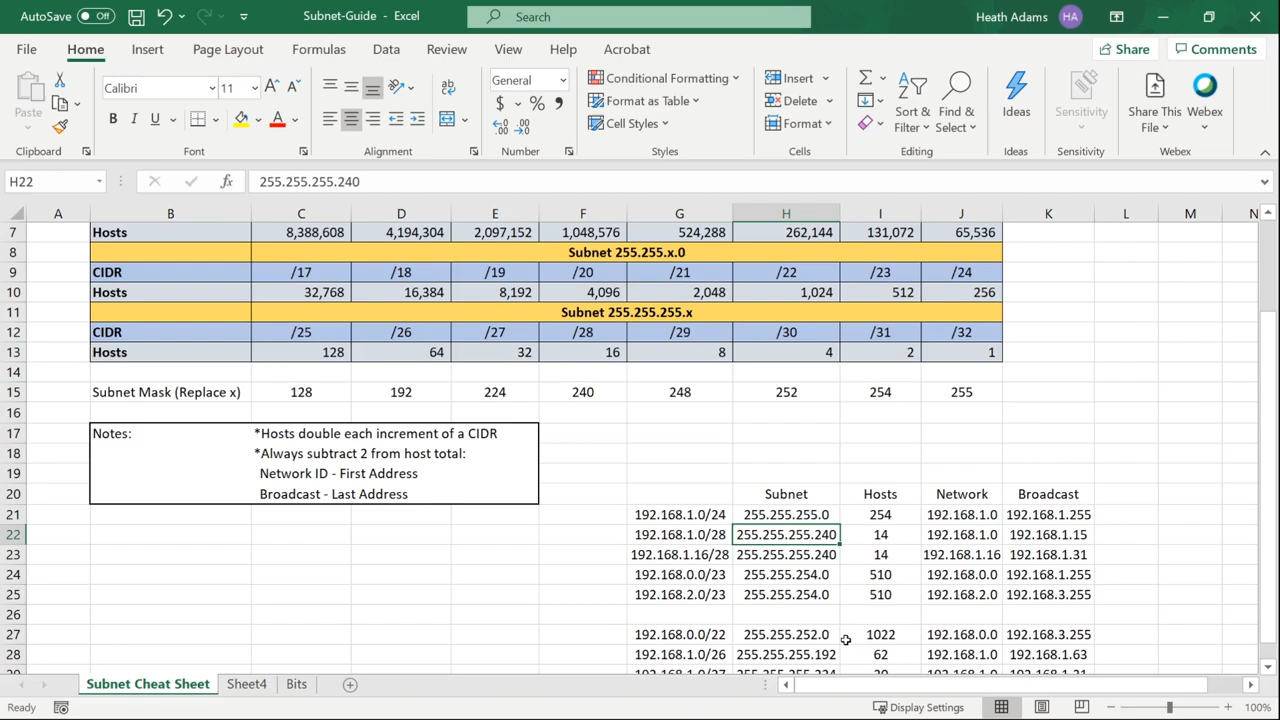 AutoSave Off Subnet-Guide - Excel Search Heath Adams HA
File Home Insert Page Layout Formulas Data Review View Help Acrobat Share Comments
Calibri 11 General Conditional Formatting Insert
Paste B I U A $ % Format as Table Delete Sort & Find & Ideas Sensitivity Share This Webex
Cell Styles Format Filter Select File
Clipboard Font Alignment Number Styles Cells Editing Ideas Sensitivity Webex
H22 fx 255.255.255.240
A B C D E F G H I J K L M N
7 Hosts 8,388,608 4,194,304 2,097,152 1,048,576 524,288 262,144 131,072 65,536
8 Subnet 255.255.x.0
9 CIDR /17 /18 /19 /20 /21 /22 /23 /24
10 Hosts 32,768 16,384 8,192 4,096 2,048 1,024 512 256
11 Subnet 255.255.255.x
12 CIDR /25 /26 /27 /28 /29 /30 /31 /32
13 Hosts 128 64 32 16 8 4 2 1
14
15 Subnet Mask (Replace x) 128 192 224 240 248 252 254 255
16
17 Notes: *Hosts double each increment of a CIDR
18 *Always subtract 2 from host total:
19 Network ID - First Address
20 Broadcast - Last Address Subnet Hosts Network Broadcast
21 192.168.1.0/24 255.255.255.0 254 192.168.1.0 192.168.1.255
22 192.168.1.0/28 255.255.255.240 14 192.168.1.0 192.168.1.15
23 192.168.1.16/28 255.255.255.240 14 192.168.1.16 192.168.1.31
24 192.168.0.0/23 255.255.254.0 510 192.168.0.0 192.168.1.255
25 192.168.2.0/23 255.255.254.0 510 192.168.2.0 192.168.3.255
26
27 192.168.0.0/22 255.255.252.0 1022 192.168.0.0 192.168.3.255
28 192.168.1.0/26 255.255.255.192 62 192.168.1.0 192.168.1.63
Subnet Cheat Sheet Sheet4 Bits
Ready Display Settings 100%